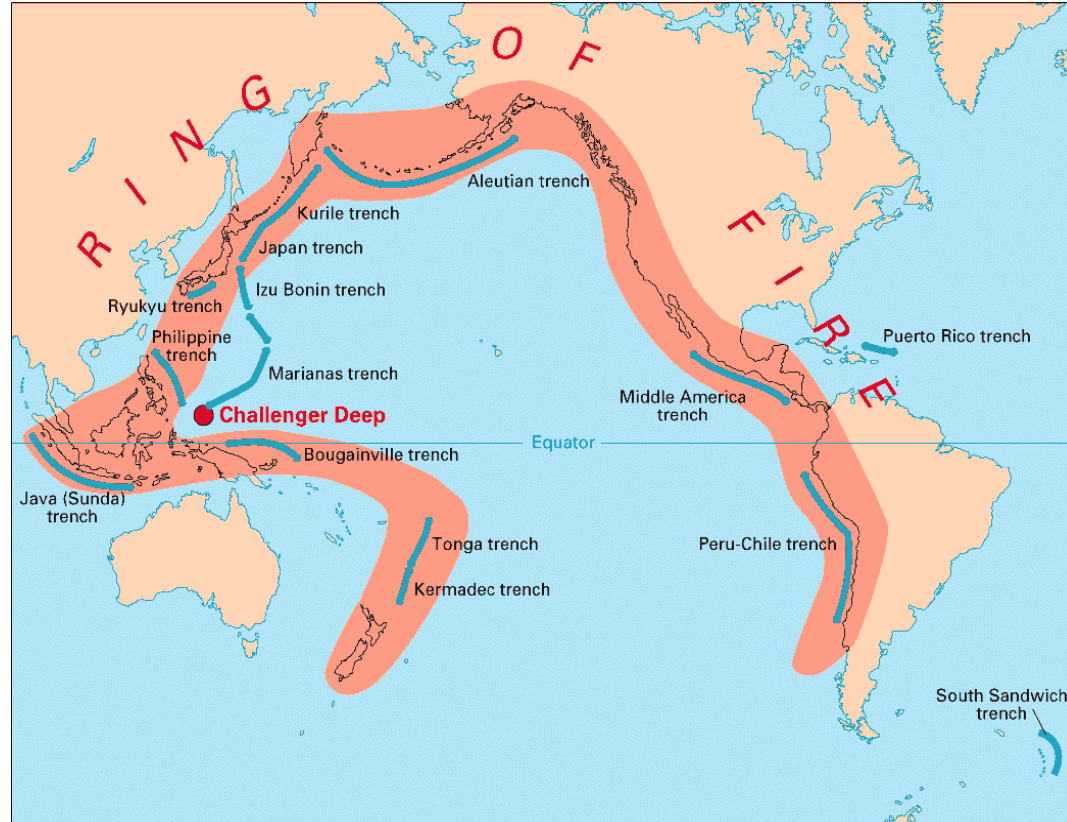 RING OF FIRE
Aleutian trench
Kurile trench
Japan trench
Izu Bonin trench
Ryukyu trench
Philippine
trench
Marianas trench
Challenger Deep
Puerto Rico trench
Middle America
trench
Equator
Bougainville trench
Java (Sunda)
trench
Tonga trench
Peru-Chile trench
Kermadec trench
South Sandwich
trench